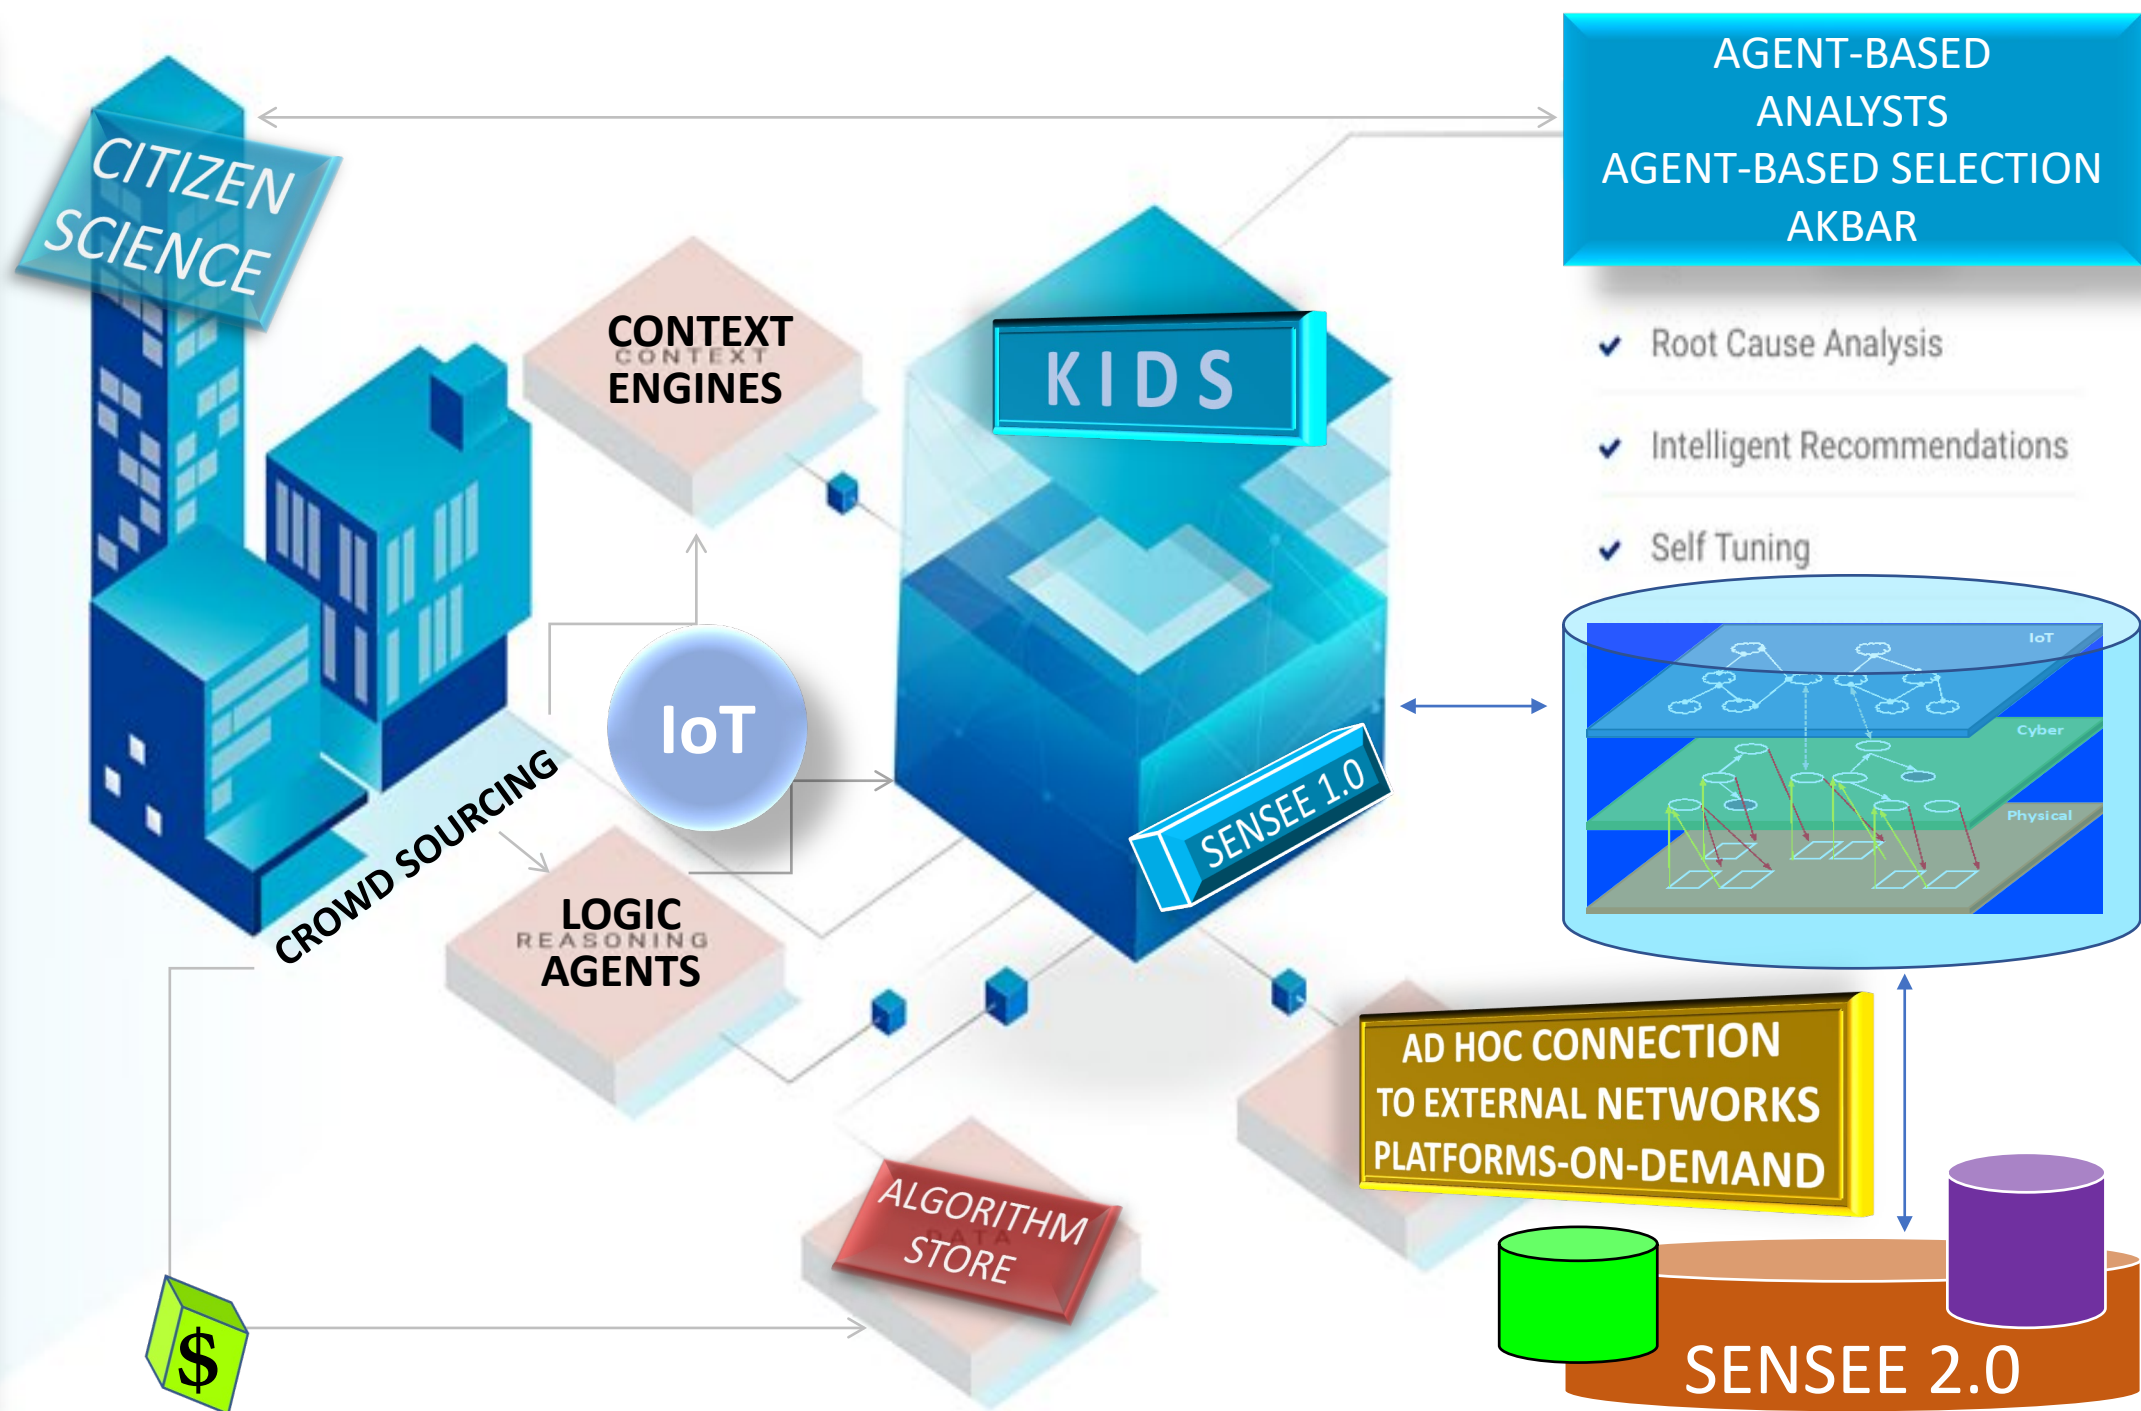 AGENT-BASED
ANALYSTS
AGENT-BASED SELECTION
AKBAR
CITIZEN
SCIENCE
CONTEXT
CONTEXT
ENGINES
KIDS
Root Cause Analysis
Intelligent Recommendations
Self Tuning
IoT
Cyber
Physical
IoT
SENSEE 1.0
CROWD SOURCING
LOGIC
REASONING
AGENTS
AD HOC CONNECTION
TO EXTERNAL NETWORKS
PLATFORMS-ON-DEMAND
ALGORITHM
DATA
STORE
$
SENSEE 2.0